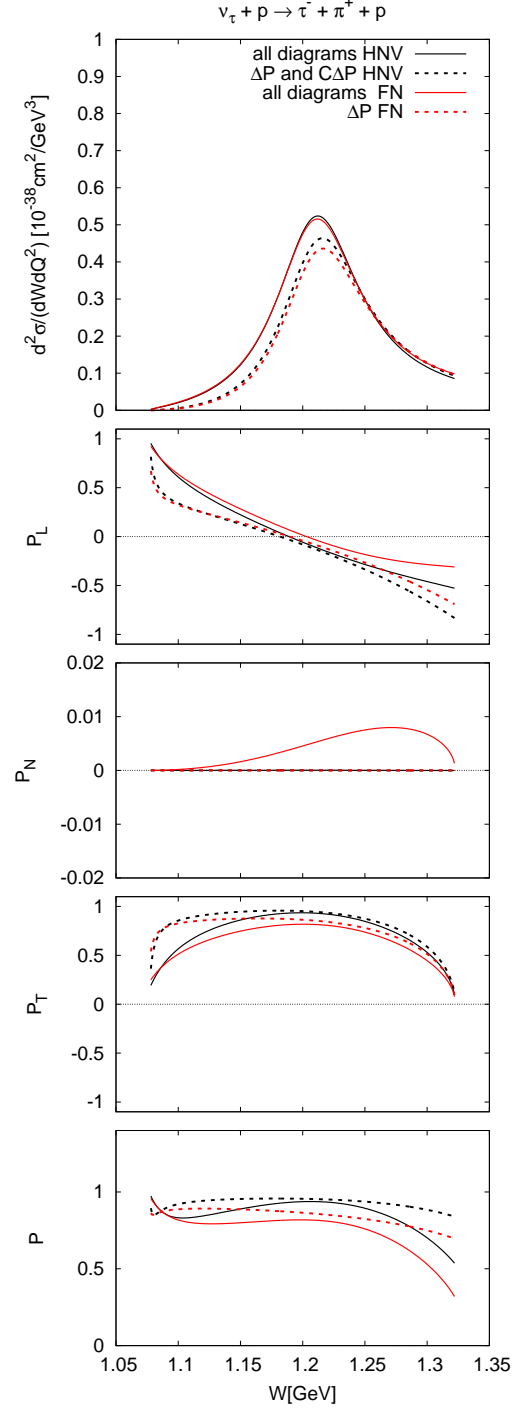 ν_τ + p → τ⁻ + π⁺ + p
all diagrams HNV
ΔP and CΔP HNV
all diagrams FN
ΔP FN
d²σ/(dWdQ²) [10⁻³⁸cm²/GeV³]
1
0.9
0.8
0.7
0.6
0.5
0.4
0.3
0.2
0.1
0
P_L
1
0.5
0
-0.5
-1
P_N
0.02
0.01
0
-0.01
-0.02
P_T
1
0.5
0
-0.5
-1
P
1
0.5
0
1.05 1.1 1.15 1.2 1.25 1.3 1.35
W[GeV]